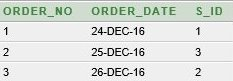 ORDER_NO ORDER_DATE S_ID
1 24-DEC-16 1
2 25-DEC-16 3
3 26-DEC-16 2